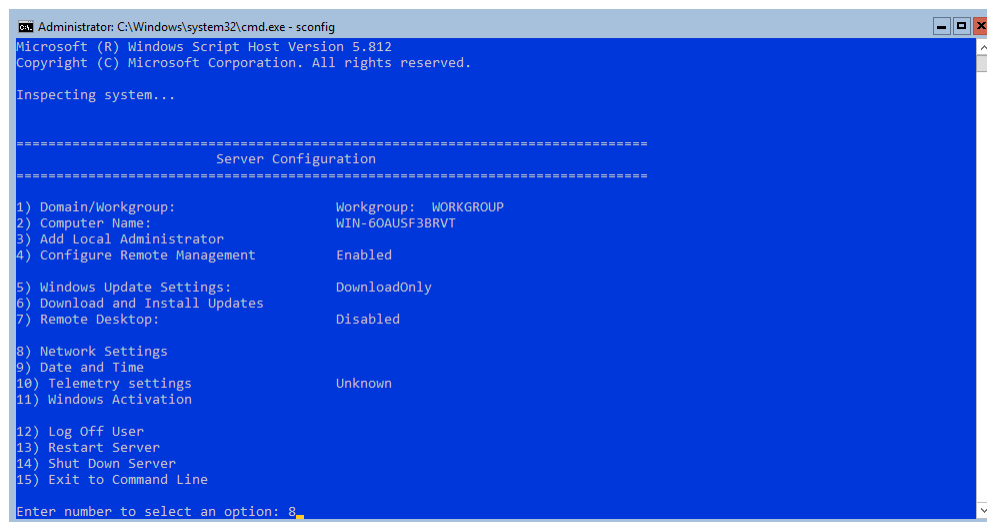 Administrator: C:\Windows\system32\cmd.exe - sconfig
Microsoft (R) Windows Script Host Version 5.812
Copyright (C) Microsoft Corporation. All rights reserved.
Inspecting system...
===============================================================================
Server Configuration
===============================================================================
1) Domain/Workgroup: Workgroup: WORKGROUP
2) Computer Name: WIN-6OAUSF3BRVT
3) Add Local Administrator
4) Configure Remote Management Enabled
5) Windows Update Settings: DownloadOnly
6) Download and Install Updates
7) Remote Desktop: Disabled
8) Network Settings
9) Date and Time
10) Telemetry settings Unknown
11) Windows Activation
12) Log Off User
13) Restart Server
14) Shut Down Server
15) Exit to Command Line
Enter number to select an option: 8